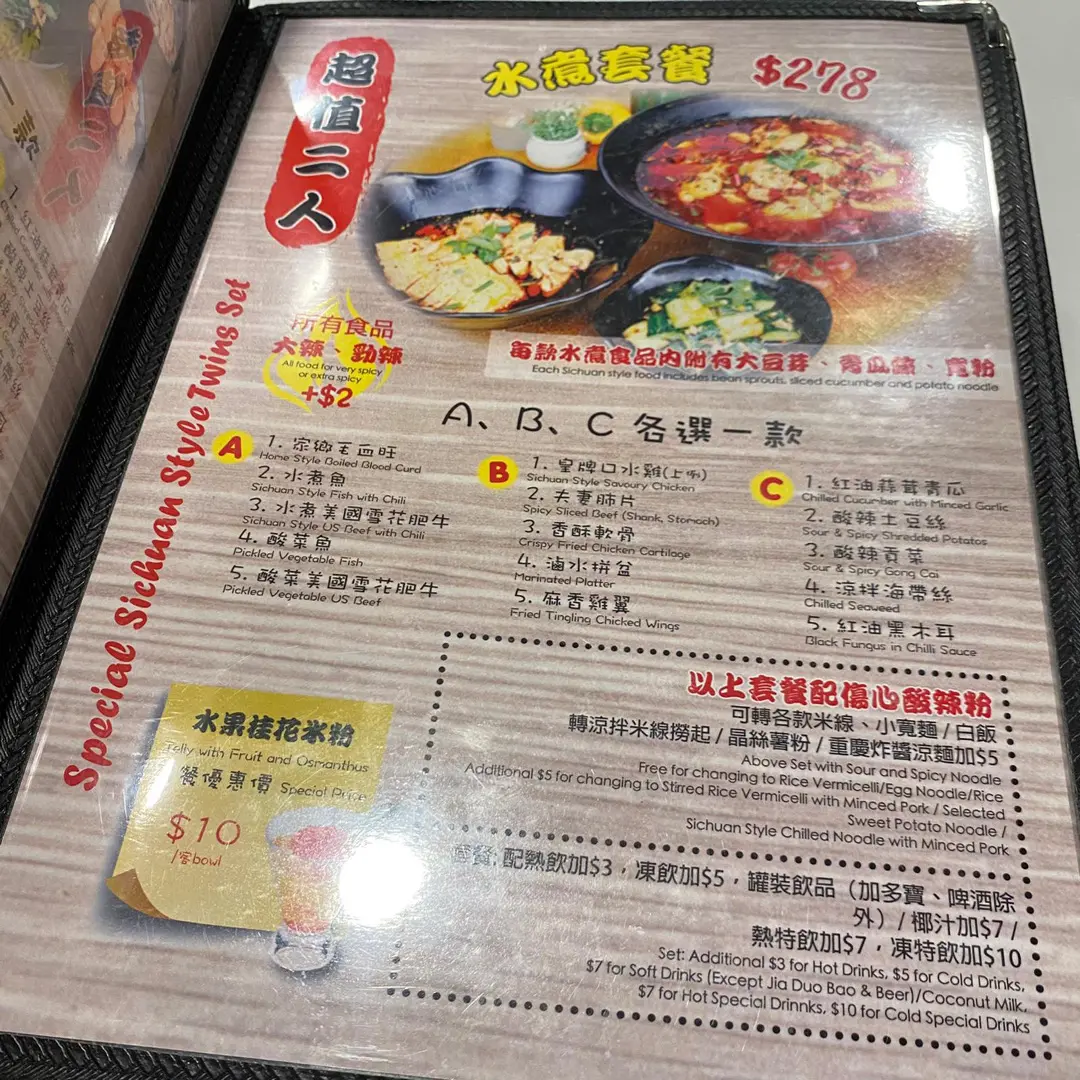 超值二人
水煮套餐 $278
Special Sichuan Style Twins Set
所有食品
大辣、勁辣
All food for very spicy
or extra spicy
+$2
每款水煮食品內附有大豆芽、青瓜條、寬粉
Each Sichuan style food includes bean sprouts, sliced cucumber and potato noodle
A、B、C 各選一款
A
1. 家鄉毛血旺
Home Style Boiled Blood Curd
2. 水煮魚
Sichuan Style Fish with Chili
3. 水煮美國雪花肥牛
Sichuan Style US Beef with Chili
4. 酸菜魚
Pickled Vegetable Fish
5. 酸菜美國雪花肥牛
Pickled Vegetable US Beef
B
1. 皇牌口水雞(上例)
Sichuan Style Savoury Chicken
2. 夫妻肺片
Spicy Sliced Beef (Shank, Stomach)
3. 香酥軟骨
Crispy Fried Chicken Cartilage
4. 滷水拼盆
Marinated Platter
5. 麻香雞翼
Fried Tingling Chicked Wings
C
1. 紅油蒜茸青瓜
Chilled Cucumber with Minced Garlic
2. 酸辣土豆絲
Sour & Spicy Shredded Potatos
3. 酸辣貢菜
Sour & Spicy Gong Cai
4. 涼拌海帶絲
Chilled Seaweed
5. 紅油黑木耳
Black Fungus in Chilli Sauce
以上套餐配傷心酸辣粉
可轉各款米線、小寬麵 / 白飯
轉涼拌米線撈起 / 晶絲薯粉 / 重慶炸醬涼麵加$5
Above Set with Sour and Spicy Noodle
Free for changing to Rice Vermicelli/Egg Noodle/Rice
Additional $5 for changing to Stirred Rice Vermicelli with Minced Pork / Selected
Sweet Potato Noodle /
Sichuan Style Chilled Noodle with Minced Pork
水果桂花冰粉
Jelly with Fruit and Osmanthus
餐優惠價 Special Price
$10
/客bowl
套餐: 配熱飲加$3，凍飲加$5，罐裝飲品（加多寶、啤酒除
外）/ 椰汁加$7 /
熱特飲加$7，凍特飲加$10
Set: Additional $3 for Hot Drinks, $5 for Cold Drinks,
$7 for Soft Drinks (Except Jia Duo Bao & Beer)/Coconut Milk,
$7 for Hot Special Drinnks, $10 for Cold Special Drinks